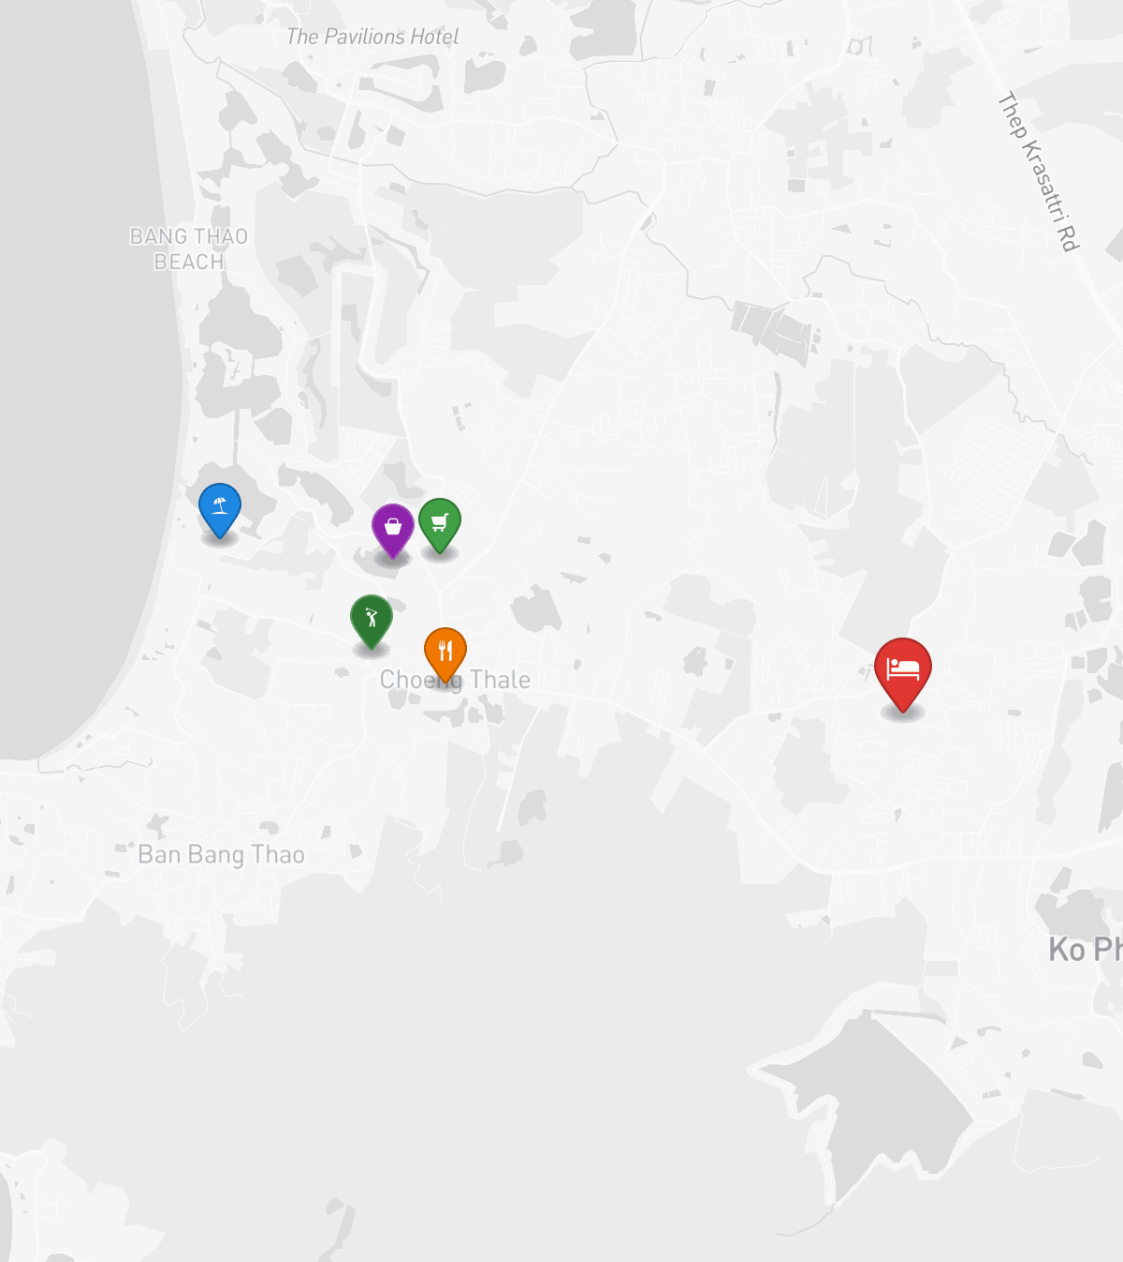 The Pavilions Hotel
Thep Krasattri Rd
BANG THAO
BEACH
Choeng Thale
Ban Bang Thao
Ko Ph